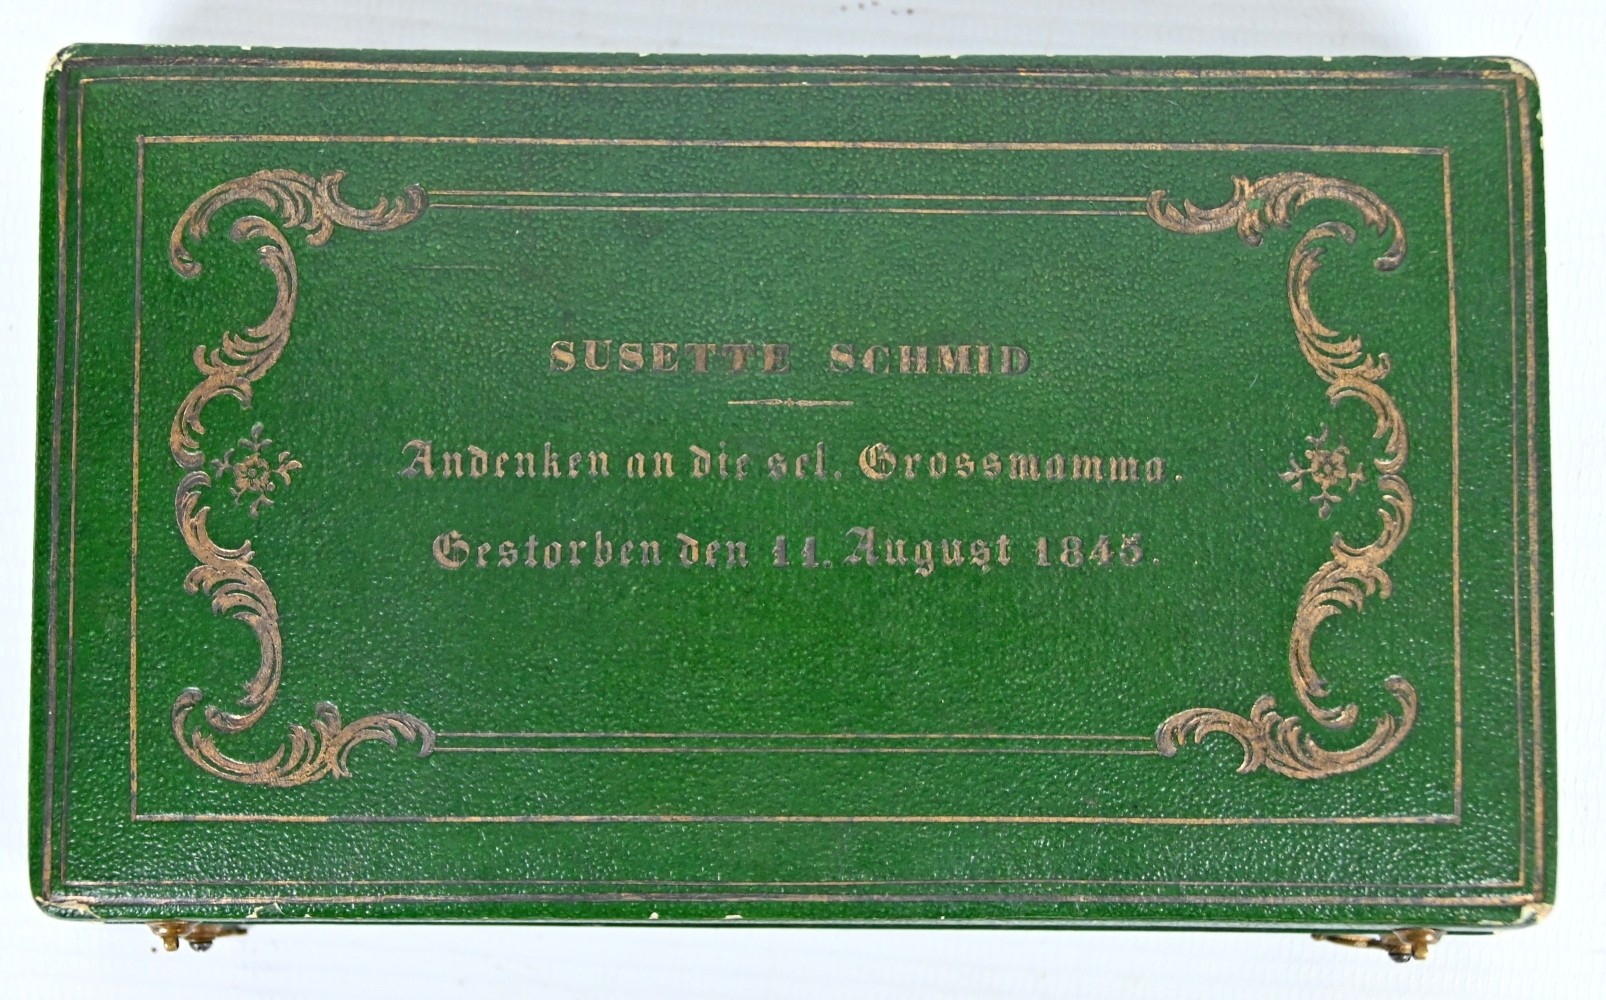 SUSETTE SCHMID
Andenken an die sel. Grossmamma.
Gestorben den 11. August 1845.